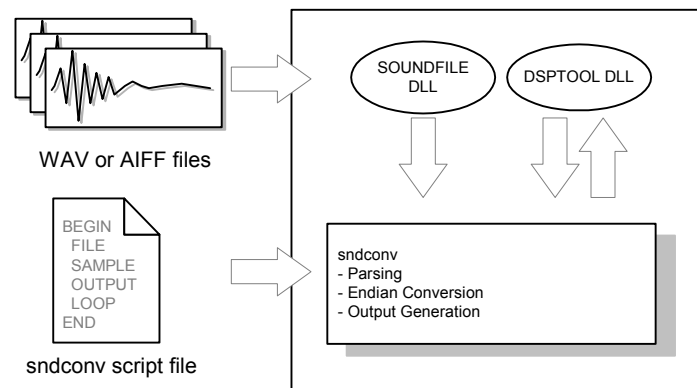 SOUNDFILE
DLL
DSPTOOL DLL
WAV or AIFF files
BEGIN
FILE
SAMPLE
OUTPUT
LOOP
END
sndconv
- Parsing
- Endian Conversion
- Output Generation
sndconv script file